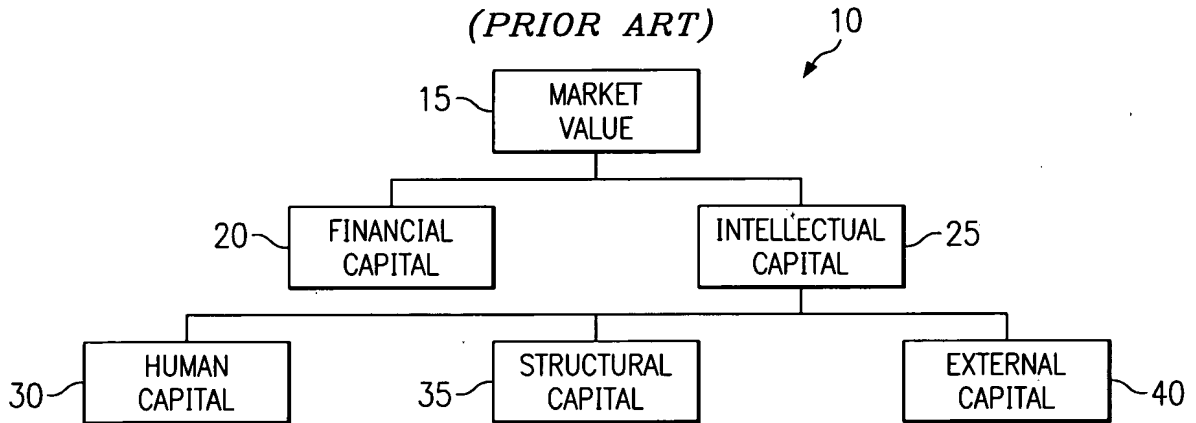 (PRIOR ART)
10
15
MARKET
VALUE
20
FINANCIAL
CAPITAL
INTELLECTUAL
CAPITAL
25
30
HUMAN
CAPITAL
35
STRUCTURAL
CAPITAL
EXTERNAL
CAPITAL
40